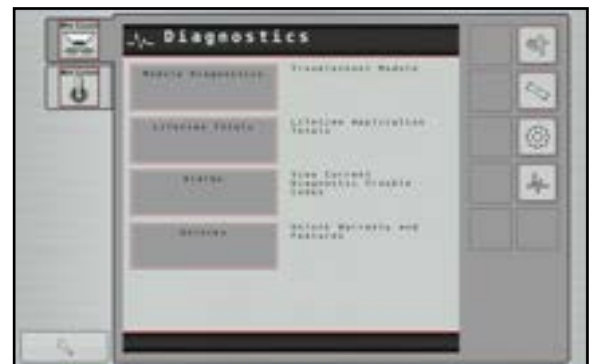 Diagnostics
Module Diagnostics
Troubleshoot Module
Lifetime Totals
Lifetime Application
Totals
Alarms
View Current
Diagnostic Trouble
Codes
Unlock Warranty and
Features